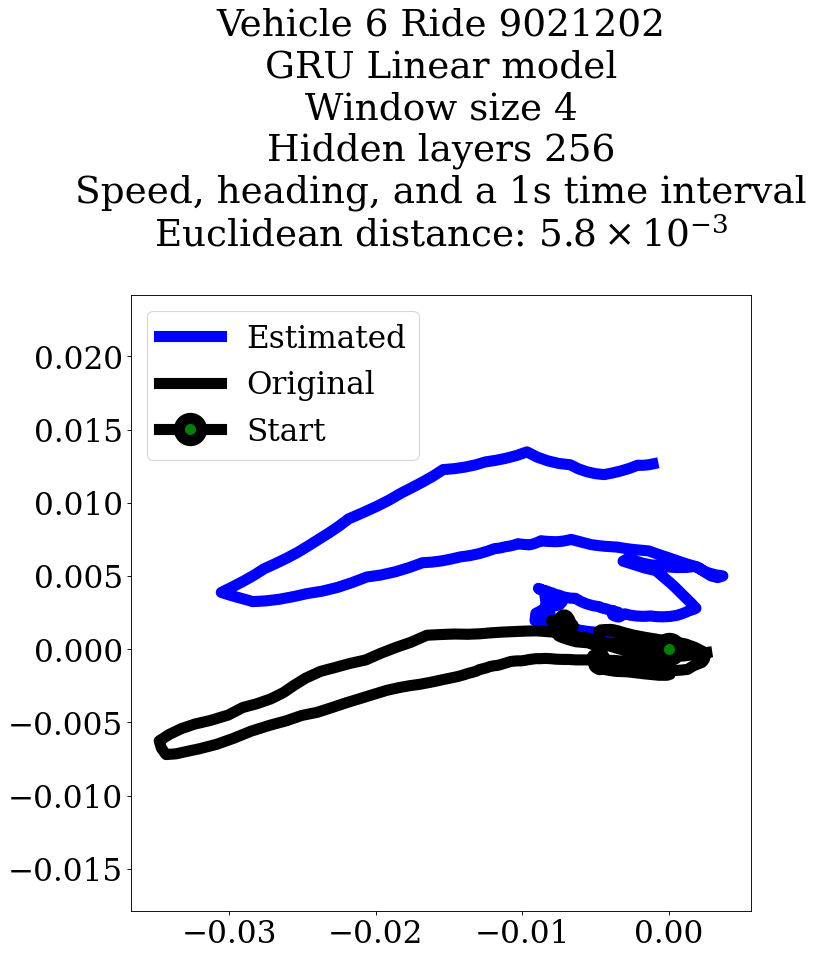 Vehicle 6 Ride 9021202
GRU Linear model
Window size 4
Hidden layers 256
Speed, heading, and a 1s time interval
Euclidean distance: 5.8 × 10⁻³
Estimated
Original
Start
0.020
0.015
0.010
0.005
0.000
−0.005
−0.010
−0.015
−0.03 −0.02 −0.01 0.00